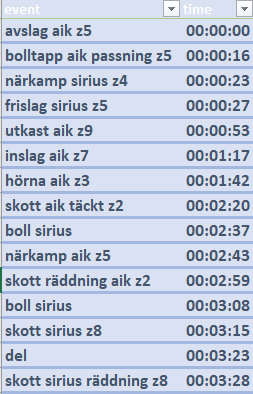 event time
avslag aik z5 00:00:00
bolltapp aik passning z5 00:00:16
närkamp sirius z4 00:00:23
frislag sirius z5 00:00:27
utkast aik z9 00:00:53
inslag aik z7 00:01:17
hörna aik z3 00:01:42
skott aik täckt z2 00:02:20
boll sirius 00:02:37
närkamp aik z5 00:02:43
skott räddning aik z2 00:02:59
boll sirius 00:03:08
skott sirius z8 00:03:15
del 00:03:23
skott sirius räddning z8 00:03:28